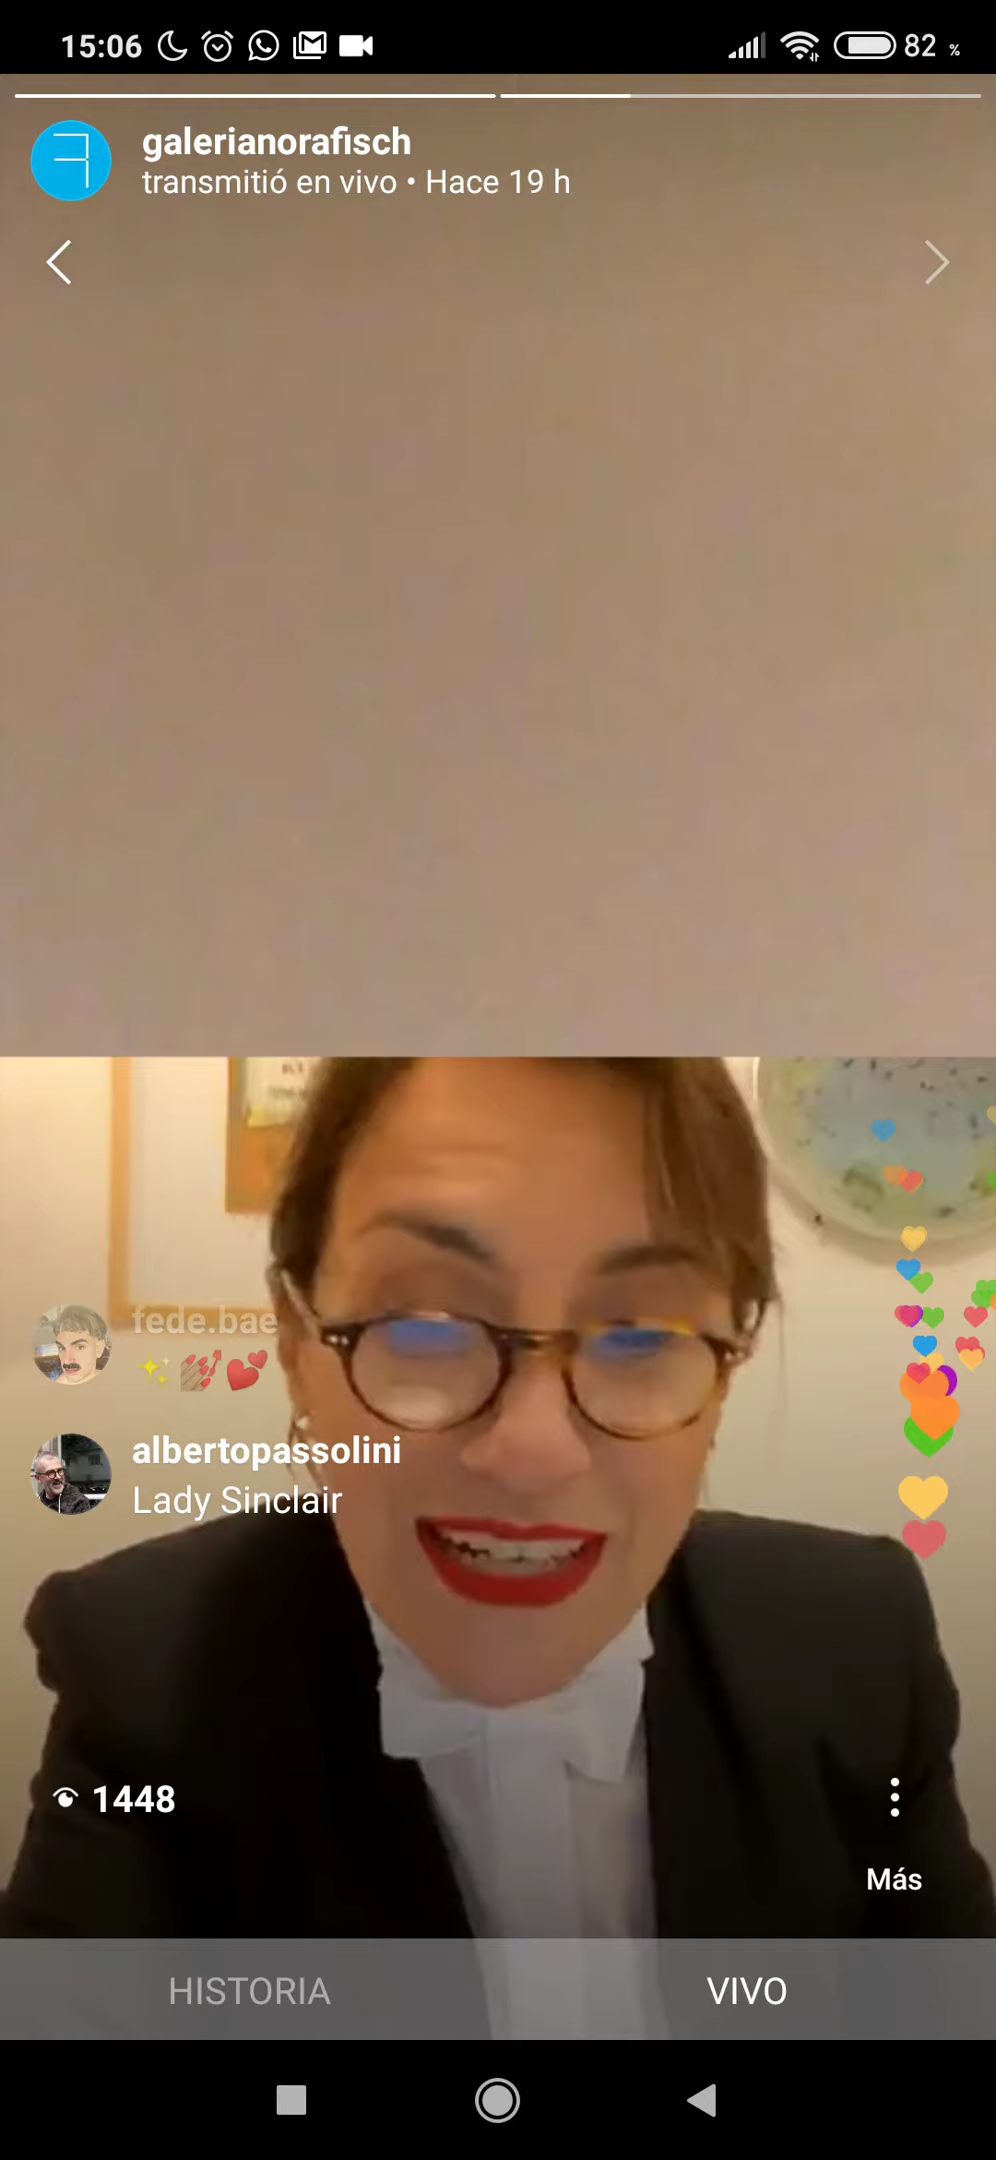 15:06 82 %
galerianorafisch
transmitió en vivo • Hace 19 h
fede.bae
albertopassolini
Lady Sinclair
1448
Más
HISTORIA VIVO